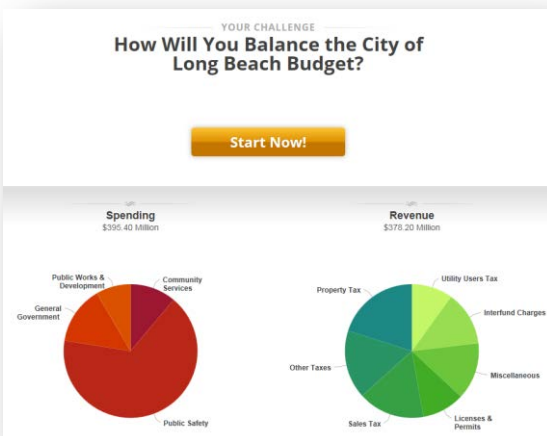 YOUR CHALLENGE
How Will You Balance the City of
Long Beach Budget?
Start Now!
Spending
$395.40 Million
Public Works &
Development
Community
Services
General
Government
Public Safety
Revenue
$378.20 Million
Utility Users Tax
Property Tax
Interfund Charges
Other Taxes
Miscellaneous
Sales Tax
Licenses &
Permits